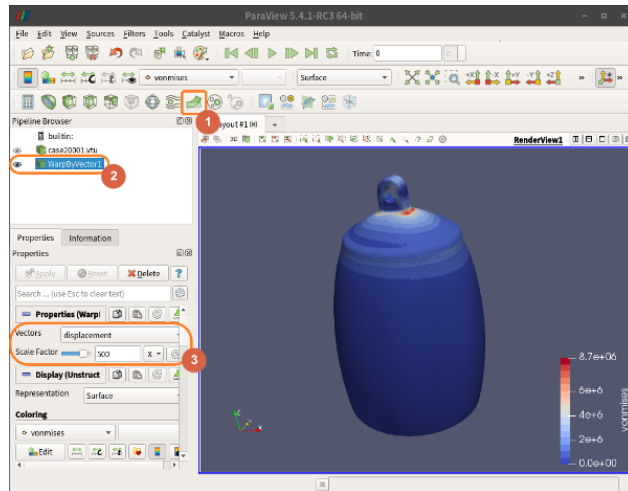 ParaView 5.4.1-RC3 64-bit
File Edit View Sources Filters Tools Catalyst Macros Help
Time: 0
vonmises
Surface
+X -X +Y -Y +Z
1
Pipeline Browser
ayout #1
builtin:
case20001.vtu
WarpByVector1
2
3D
RenderView1
Properties Information
Properties
Apply Reset Delete ?
Search ... (use Esc to clear text)
Properties (Warpl
Vectors displacement
Scale Factor 500 X
3
Display (Unstruct
Representation Surface
Coloring
vonmises
Edit
8.7e+06
6e+6
4e+6
2e+6
0.0e+00
vonmises